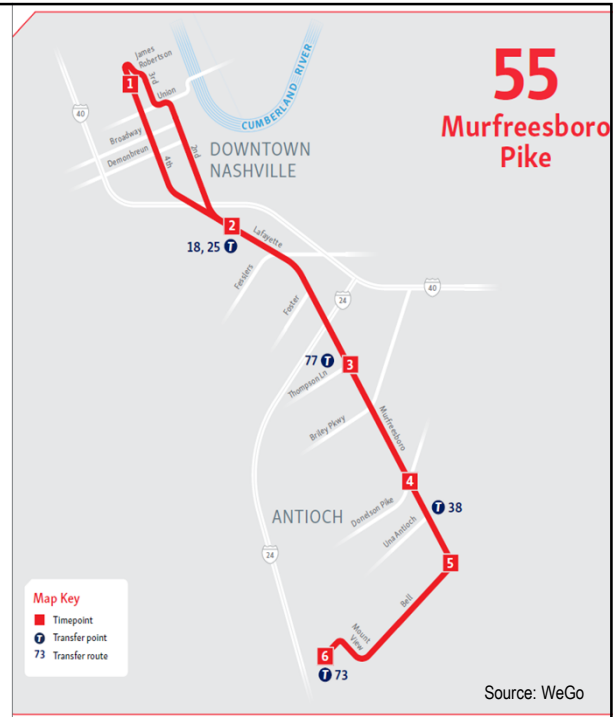 55
Murfreesboro
Pike
James
Robertson
3rd
1
Union
40
CUMBERLAND RIVER
Broadway
Demonbreun
4th
2nd
DOWNTOWN
NASHVILLE
2
Lafayette
18, 25 T
Fesslers
Foster
24
40
77 T
3
Thompson Ln
Briley Pkwy
Murfreesboro
4
T 38
Donelson Pike
ANTIOCH
Una Antioch
24
5
Bell
Mount
View
6
T 73
Map Key
Timepoint
T Transfer point
73 Transfer route
Source: WeGo